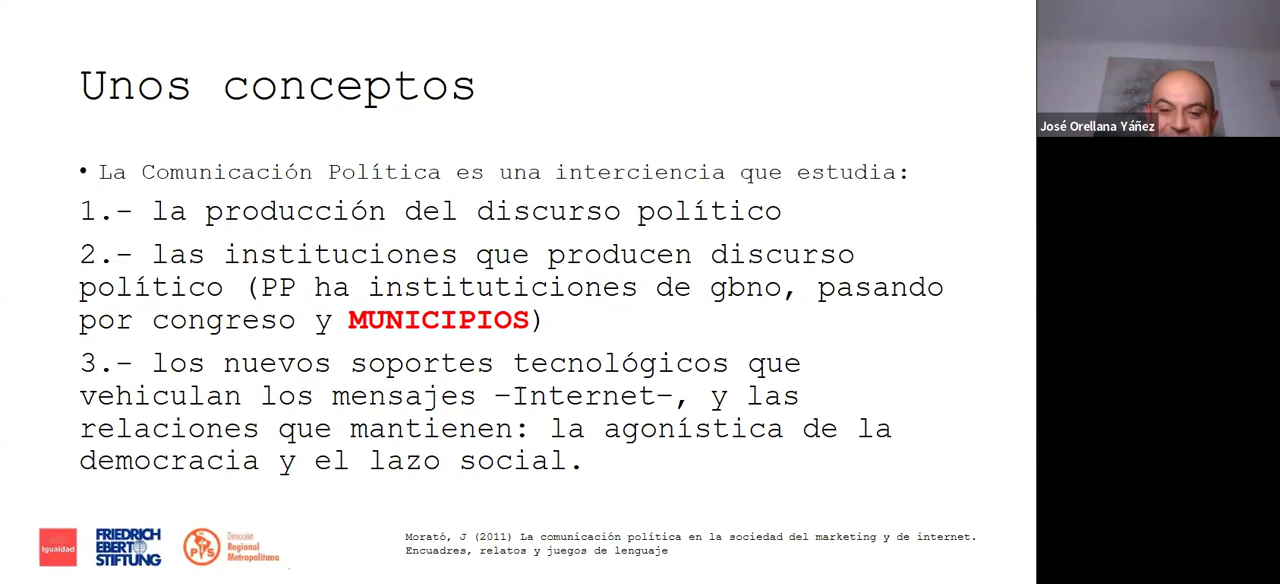 Unos conceptos
José Orellana Yáñez
• La Comunicación Política es una interciencia que estudia:
1.– la producción del discurso político
2.– las instituciones que producen discurso
político (PP ha instituticiones de gbno, pasando
por congreso y MUNICIPIOS)
3.– los nuevos soportes tecnológicos que
vehiculan los mensajes –Internet–, y las
relaciones que mantienen: la agonística de la
democracia y el lazo social.
Igualdad
FRIEDRICH
EBERT
STIFTUNG
PS
Dirección
Regional
Metropolitana
Morató, J (2011) La comunicación política en la sociedad del marketing y de internet.
Encuadres, relatos y juegos de lenguaje